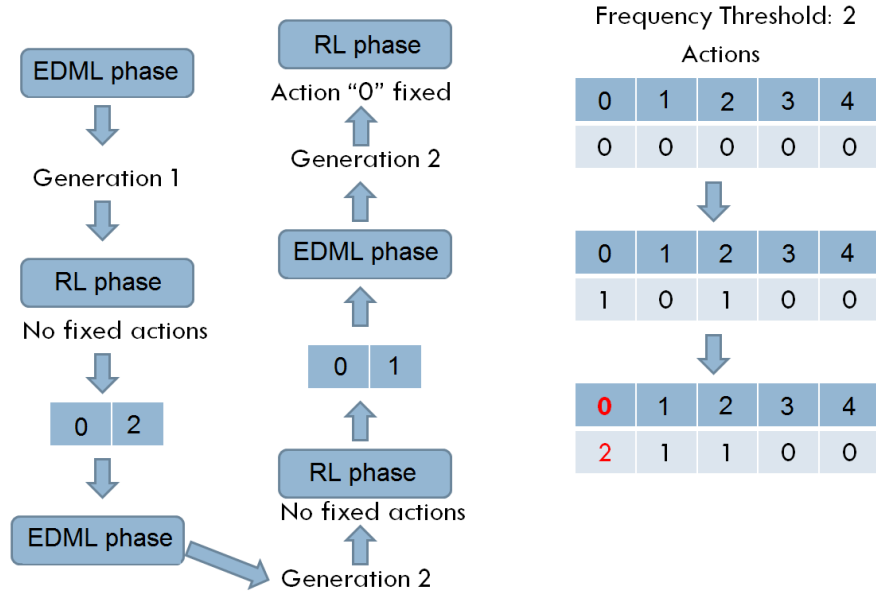 EDML phase
Generation 1
RL phase
No fixed actions
0 2
EDML phase
Generation 2
No fixed actions
RL phase
0 1
EDML phase
Generation 2
Action “0” fixed
RL phase
Frequency Threshold: 2
Actions
0 1 2 3 4
0 0 0 0 0
0 1 2 3 4
1 0 1 0 0
0 1 2 3 4
2 1 1 0 0